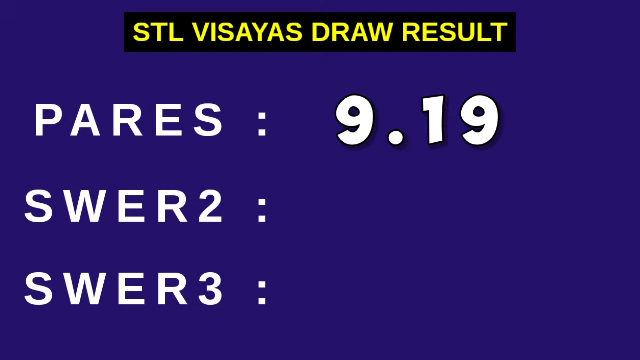 STL VISAYAS DRAW RESULT
PARES : 9.19
SWER2 :
SWER3 :